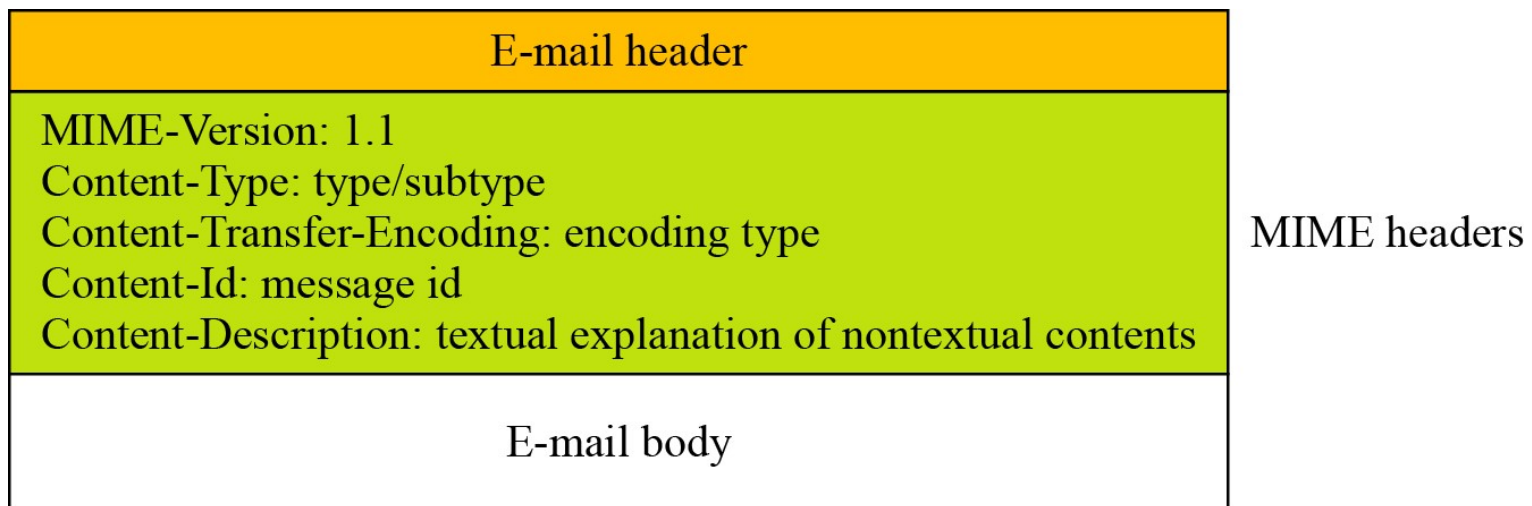 E-mail header
MIME-Version: 1.1
Content-Type: type/subtype
Content-Transfer-Encoding: encoding type
Content-Id: message id
Content-Description: textual explanation of nontextual contents
MIME headers
E-mail body